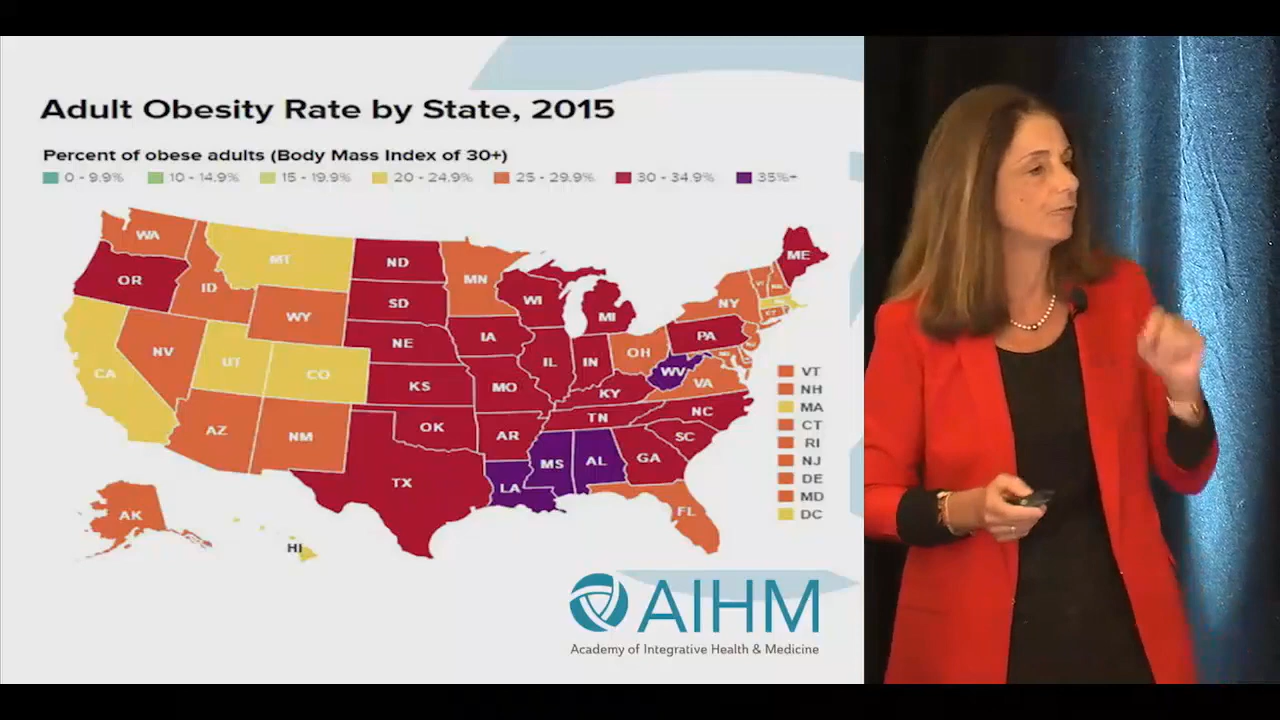 Adult Obesity Rate by State, 2015
Percent of obese adults (Body Mass Index of 30+)
0 - 9.9% 10 - 14.9% 15 - 19.9% 20 - 24.9% 25 - 29.9% 30 - 34.9% 35%+
WA
MT
ND
MN
ME
OR
ID
SD
WI
MI
NY
WY
NV
UT
CO
NE
IA
IL
IN
OH
PA
CA
KS
MO
KY
WV
VA
AZ
NM
OK
AR
TN
NC
SC
TX
LA
MS
AL
GA
FL
AK
HI
VT
NH
MA
CT
RI
NJ
DE
MD
DC
AIHM
Academy of Integrative Health & Medicine